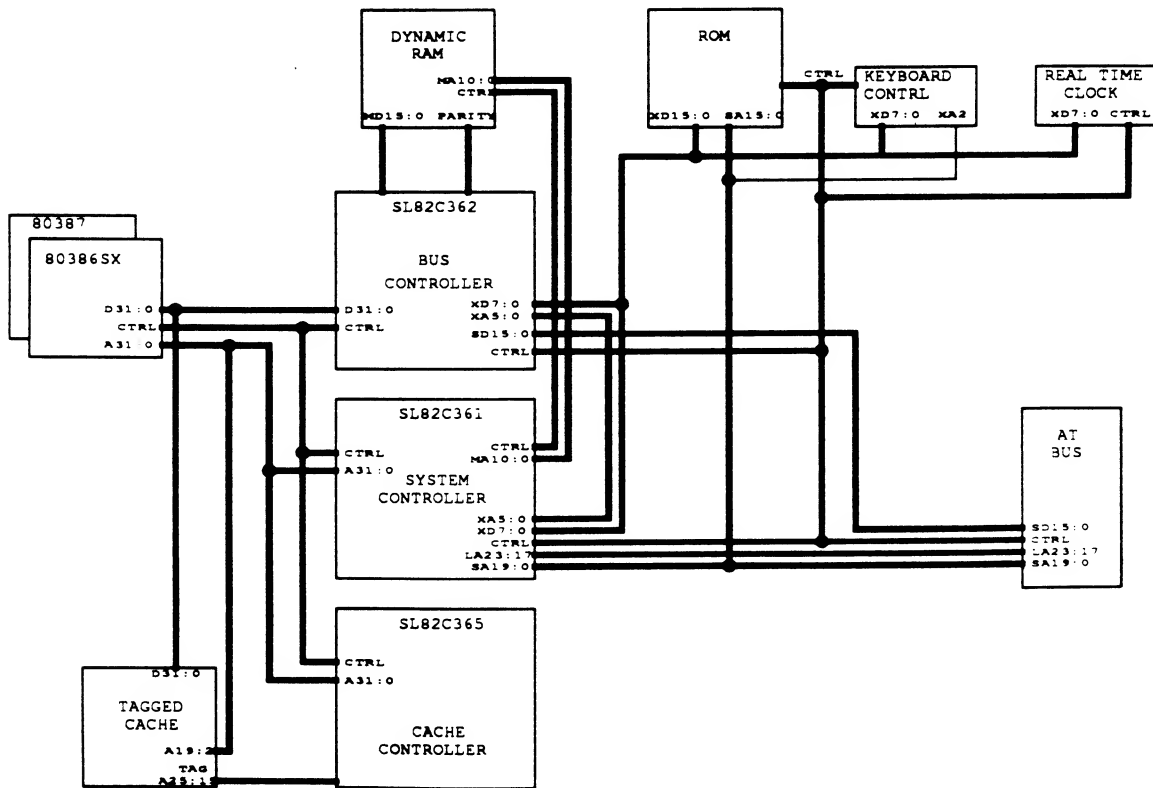 DYNAMIC
RAM
MA10:0
CTRL
MD15:0 PARITY
ROM
XD15:0 SA15:0
CTRL
KEYBOARD
CONTRL
XD7:0 XA2
REAL TIME
CLOCK
XD7:0 CTRL
80387
80386SX
D31:0
CTRL
A31:0
SL82C362
BUS
CONTROLLER
D31:0
CTRL
XD7:0
XA5:0
SD15:0
CTRL
SL82C361
CTRL
A31:0
SYSTEM
CONTROLLER
CTRL
MA10:0
XA5:0
XD7:0
CTRL
LA23:17
SA19:0
AT
BUS
SD15:0
CTRL
LA23:17
SA19:0
SL82C365
CTRL
A31:0
CACHE
CONTROLLER
D31:0
TAGGED
CACHE
A19:2
TAG